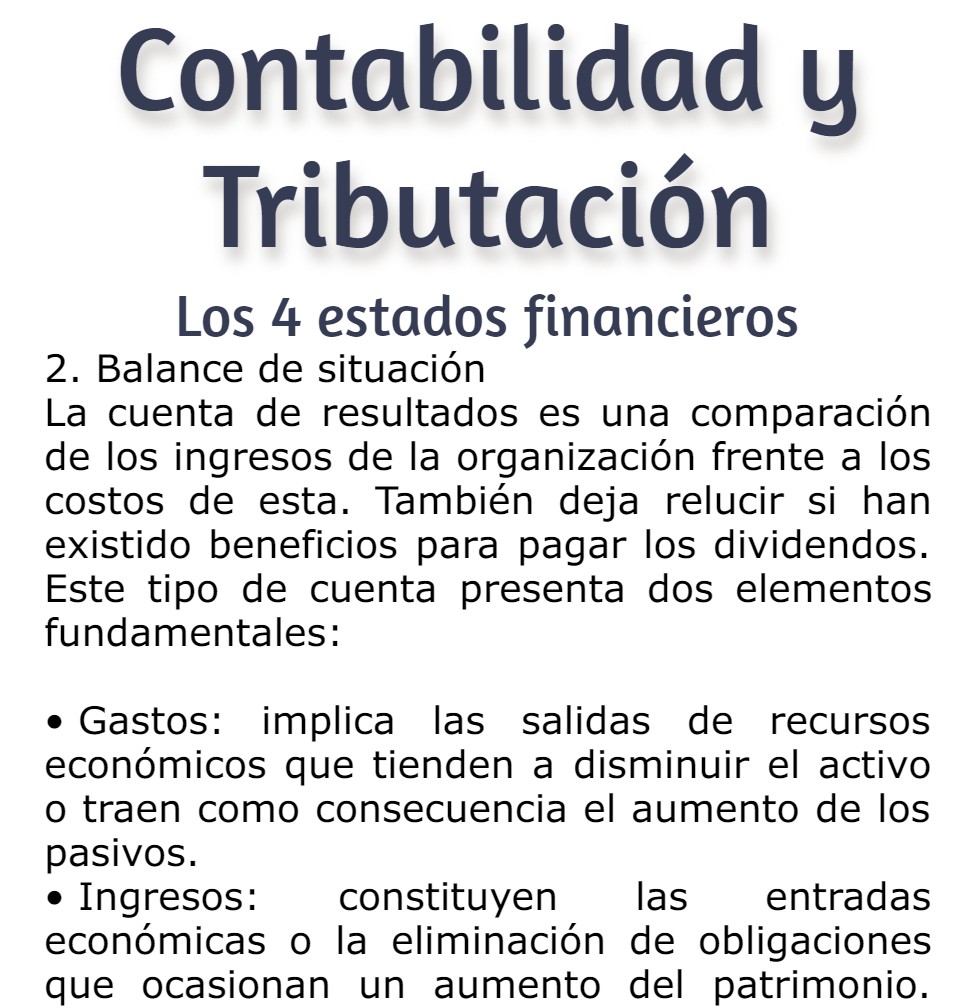 Contabilidad y
Tributación
Los 4 estados financieros
2. Balance de situación
La cuenta de resultados es una comparación
de los ingresos de la organización frente a los
costos de esta. También deja relucir si han
existido beneficios para pagar los dividendos.
Este tipo de cuenta presenta dos elementos
fundamentales:
• Gastos: implica las salidas de recursos
económicos que tienden a disminuir el activo
o traen como consecuencia el aumento de los
pasivos.
• Ingresos: constituyen las entradas
económicas o la eliminación de obligaciones
que ocasionan un aumento del patrimonio.